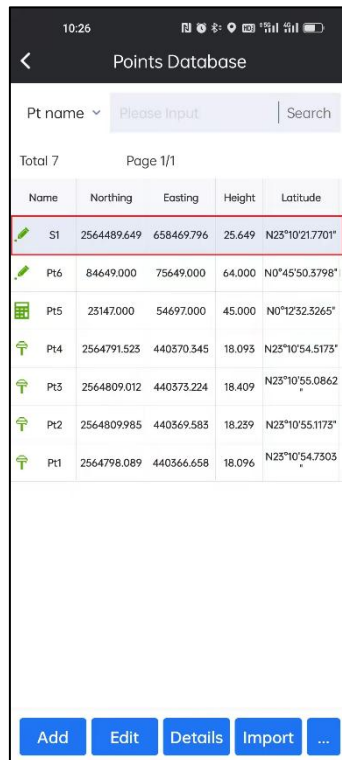 10:26
Points Database
Pt name Please Input Search
Total 7 Page 1/1
Name Northing Easting Height Latitude
S1 2564489.649 658469.796 25.649 N23°10'21.7701"
Pt6 84649.000 75649.000 64.000 N0°45'50.3798"
Pt5 23147.000 54697.000 45.000 N0°12'32.3265"
Pt4 2564791.523 440370.345 18.093 N23°10'54.5173"
Pt3 2564809.012 440373.224 18.409 N23°10'55.0862"
Pt2 2564809.985 440369.583 18.239 N23°10'55.1173"
Pt1 2564798.089 440366.658 18.096 N23°10'54.7303"
Add Edit Details Import ...